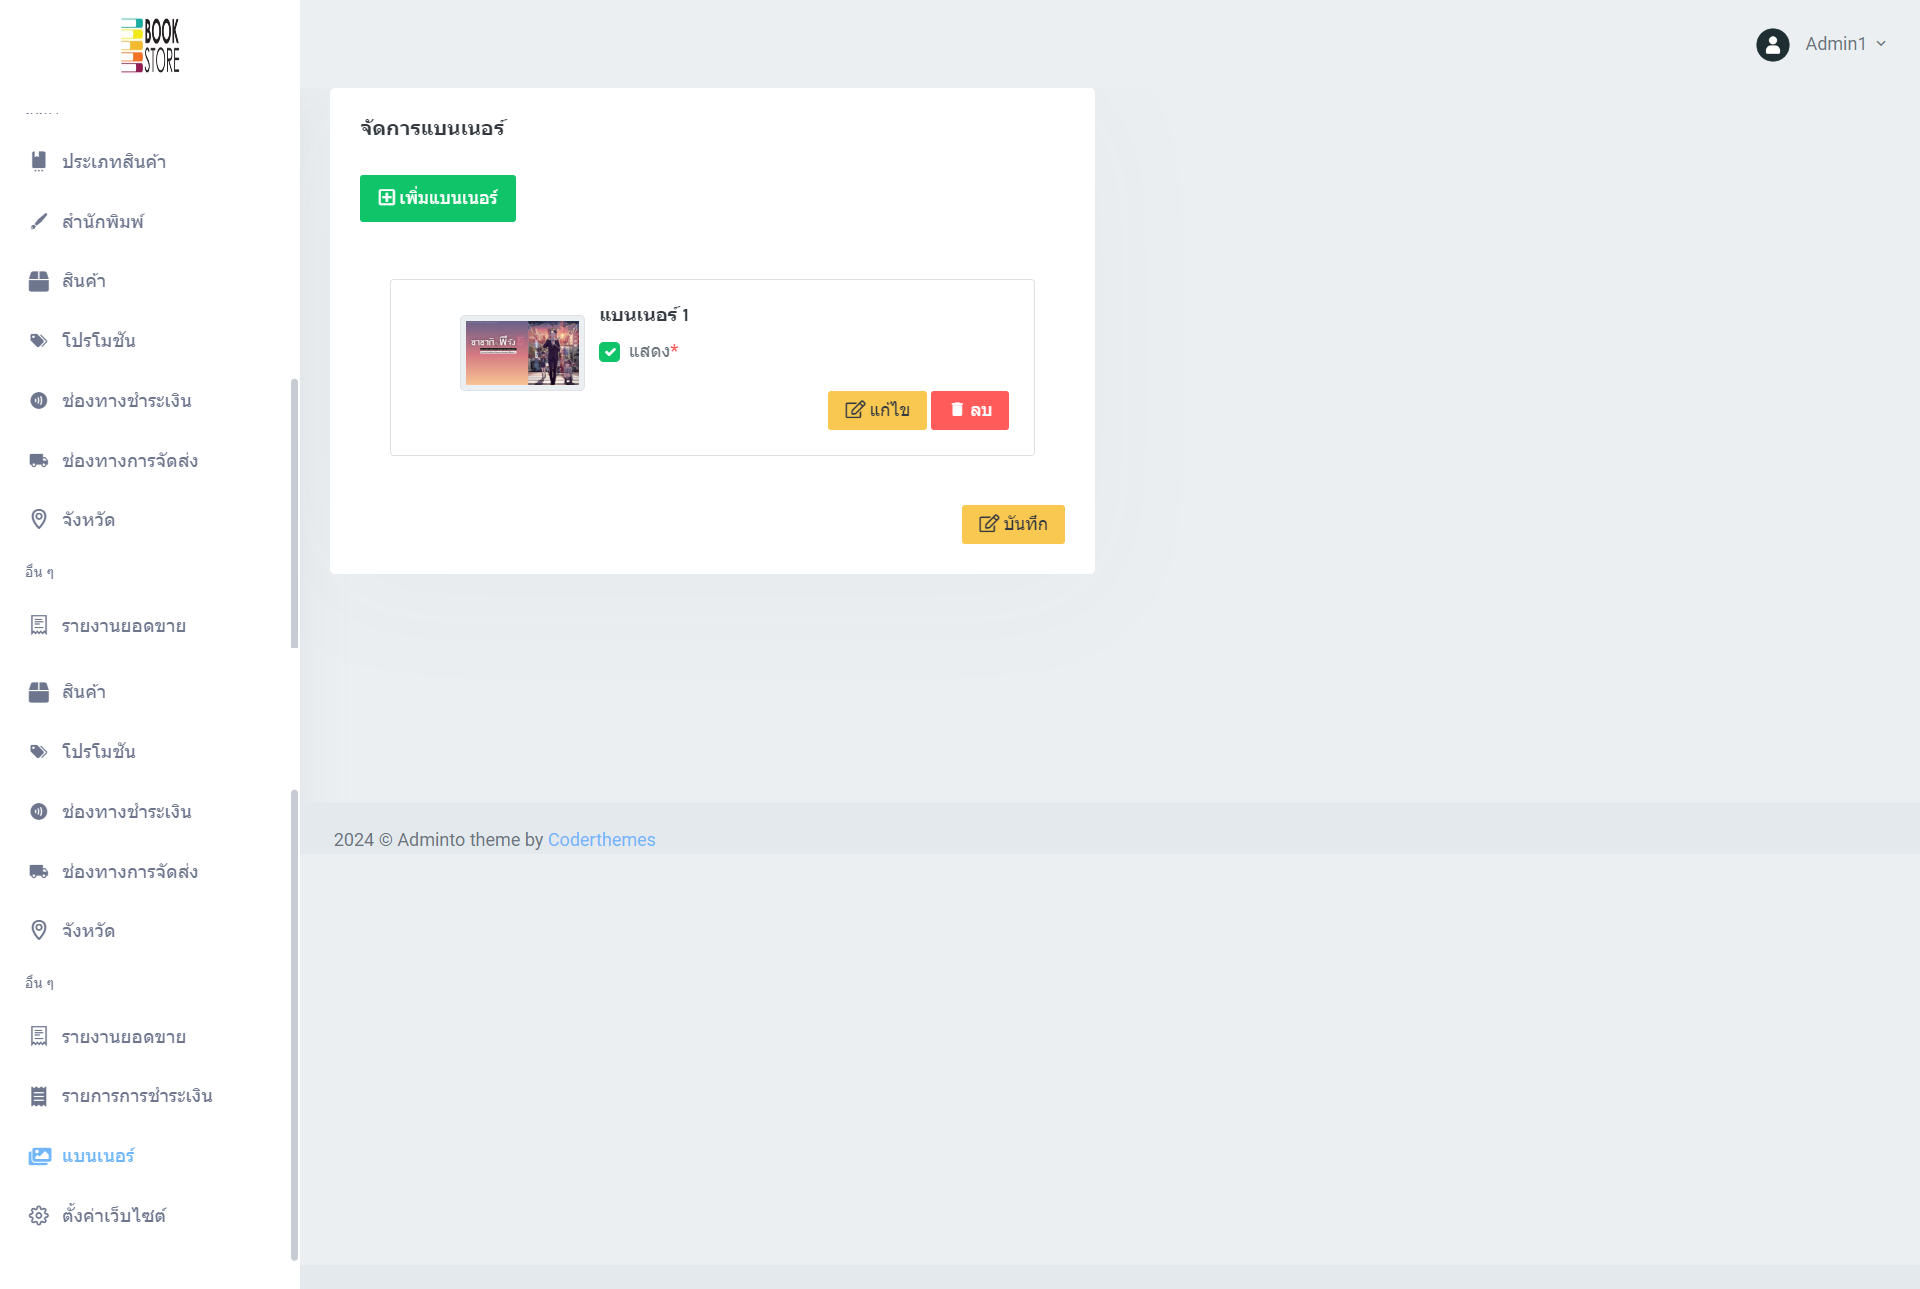 BOOK
STORE
Admin1
ประเภทสินค้า
สำนักพิมพ์
สินค้า
โปรโมชัน
ช่องทางชำระเงิน
ช่องทางการจัดส่ง
จังหวัด
อื่น ๆ
รายงานยอดขาย
สินค้า
โปรโมชัน
ช่องทางชำระเงิน
ช่องทางการจัดส่ง
จังหวัด
อื่น ๆ
รายงานยอดขาย
รายการการชำระเงิน
แบนเนอร์
ตั้งค่าเว็บไซต์
จัดการแบนเนอร์
เพิ่มแบนเนอร์
แบนเนอร์ 1
แสดง*
แก้ไข
ลบ
บันทึก
2024 © Adminto theme by Coderthemes